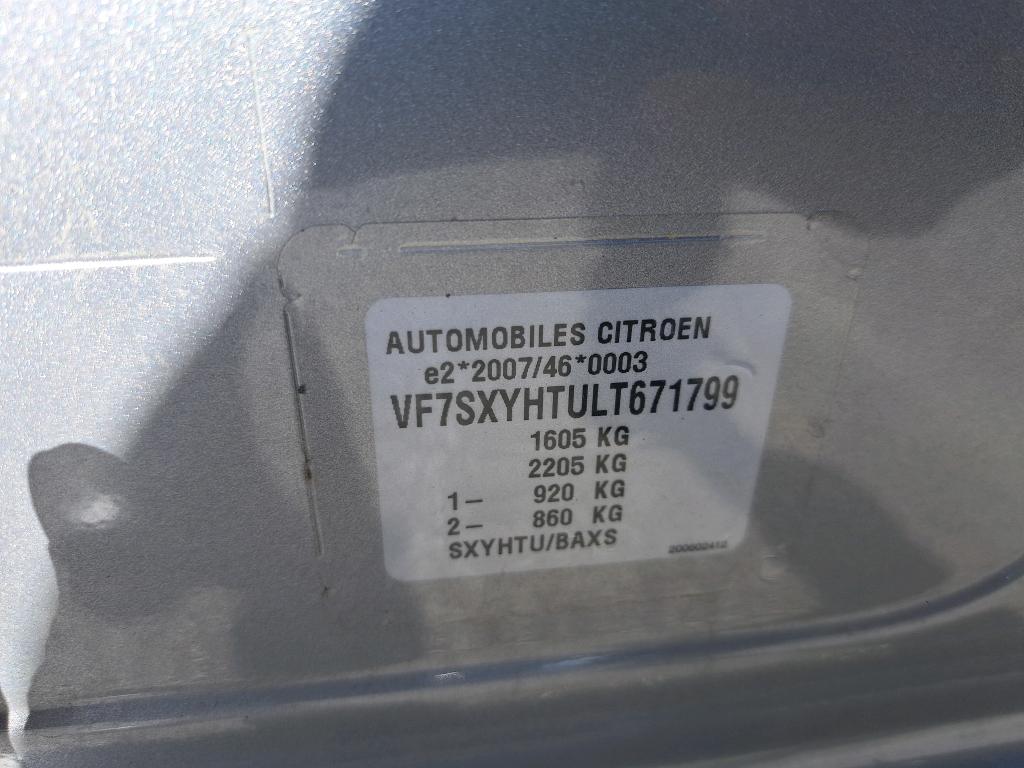 AUTOMOBILES CITROEN
e2*2007/46*0003
VF7SXYHTULT671799
1605 KG
2205 KG
1- 920 KG
2- 860 KG
SXYHTU/BAXS